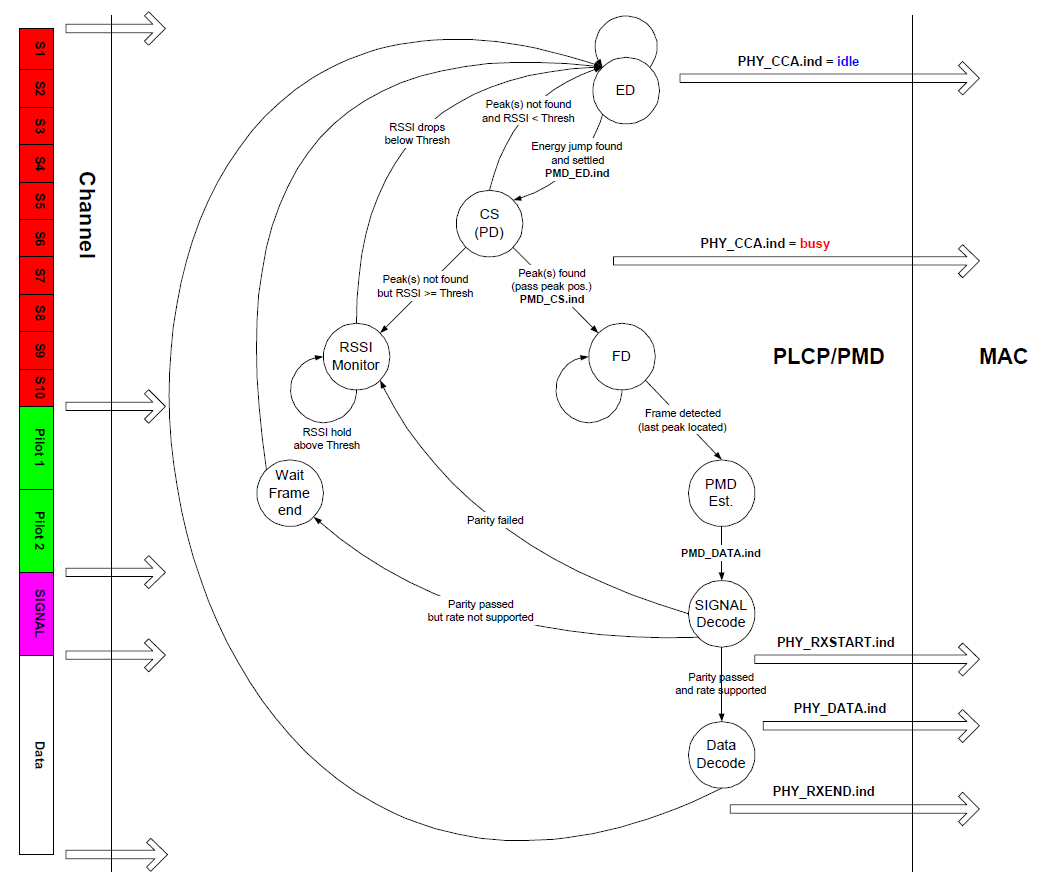 S1
S2
S3
S4
S5
S6
S7
S8
S9
S10
Pilot 1
Pilot 2
SIGNAL
Data
Channel
ED
PHY_CCA.ind = idle
Peak(s) not found
and RSSI < Thresh
RSSI drops
below Thresh
Energy jump found
and settled
PMD_ED.ind
CS
(PD)
PHY_CCA.ind = busy
Peak(s) not found
but RSSI >= Thresh
Peak(s) found
(pass peak pos.)
PMD_CS.ind
RSSI
Monitor
FD
PLCP/PMD
MAC
RSSI hold
above Thresh
Frame detected
(last peak located)
Wait
Frame
end
PMD
Est.
Parity failed
PMD_DATA.ind
SIGNAL
Decode
Parity passed
but rate not supported
PHY_RXSTART.ind
Parity passed
and rate supported
PHY_DATA.ind
Data
Decode
PHY_RXEND.ind